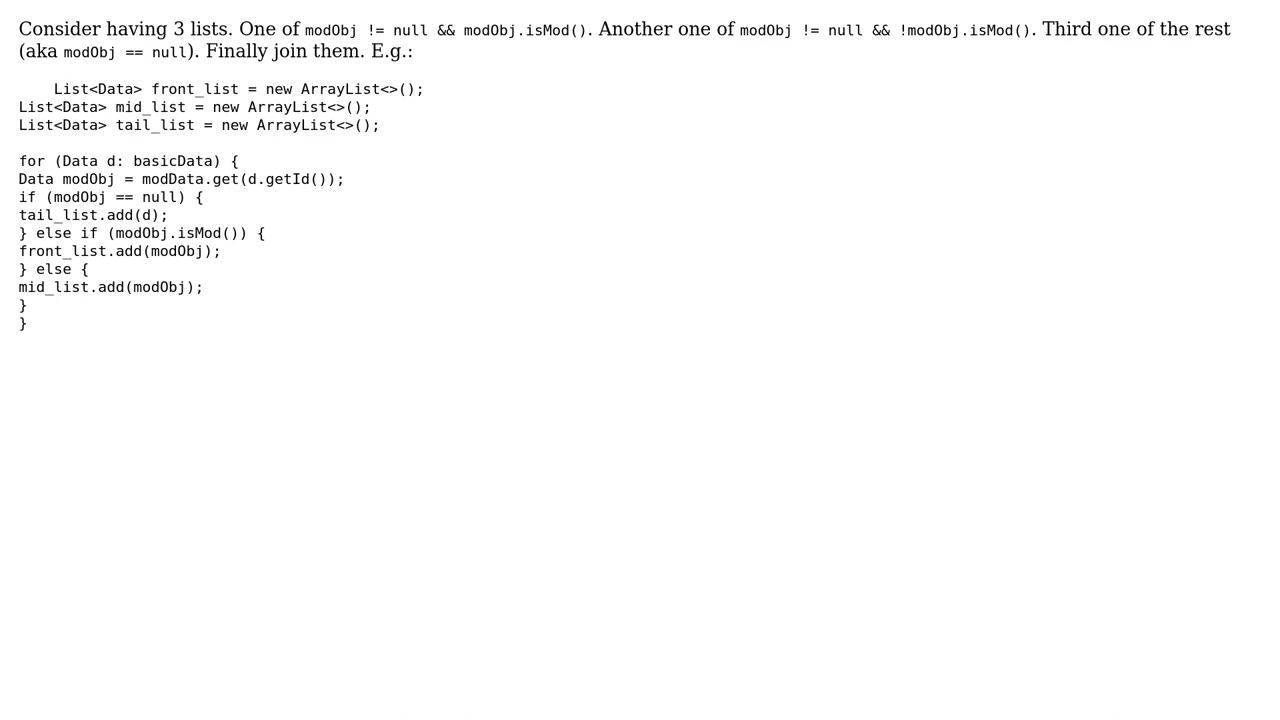 Consider having 3 lists. One of modObj != null && modObj.isMod(). Another one of modObj != null && !modObj.isMod(). Third one of the rest
(aka modObj == null). Finally join them. E.g.:
    List<Data> front_list = new ArrayList<>();
List<Data> mid_list = new ArrayList<>();
List<Data> tail_list = new ArrayList<>();
for (Data d: basicData) {
Data modObj = modData.get(d.getId());
if (modObj == null) {
tail_list.add(d);
} else if (modObj.isMod()) {
front_list.add(modObj);
} else {
mid_list.add(modObj);
}
}